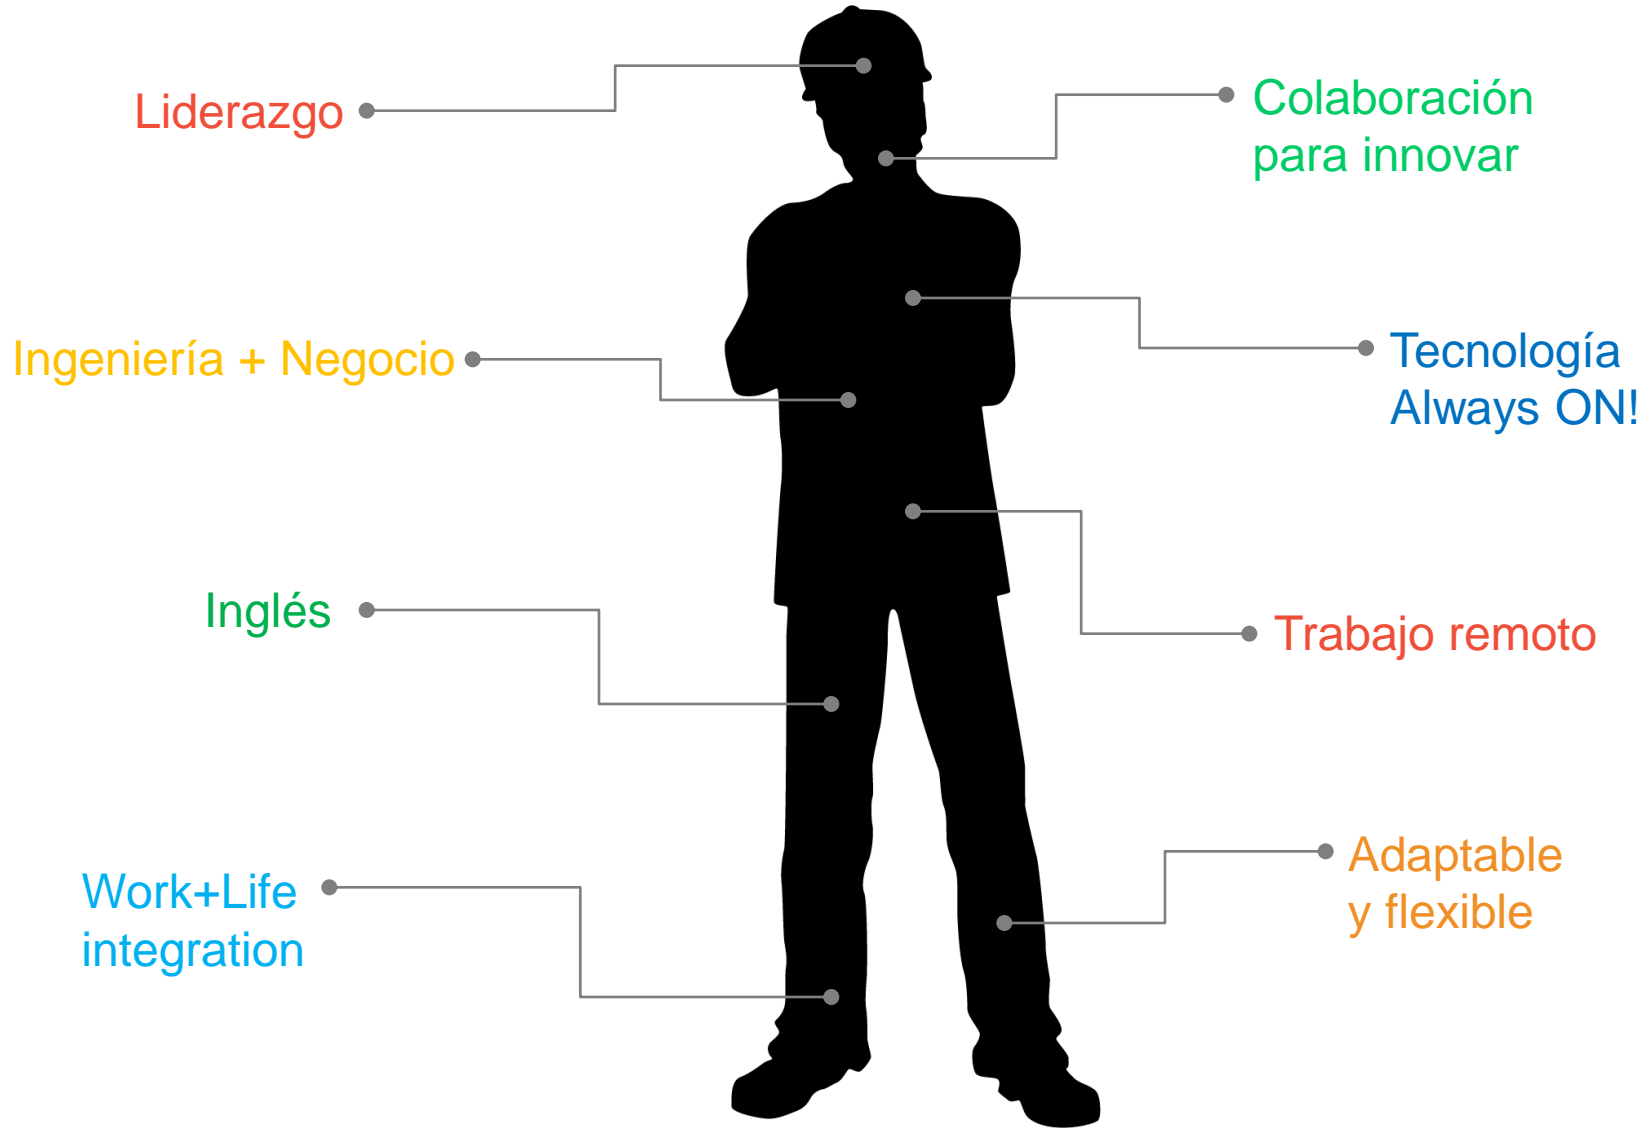 Liderazgo
Colaboración
para innovar
Ingeniería + Negocio
Tecnología
Always ON!
Inglés
Trabajo remoto
Work+Life
integration
Adaptable
y flexible